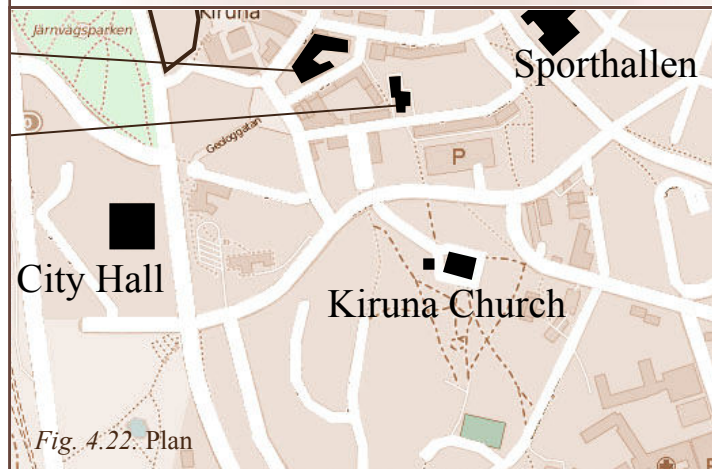 Kiruna
Järnvägsparken
Sporthallen
Geologgatan
P
City Hall
Kiruna Church
Fig. 4.22. Plan